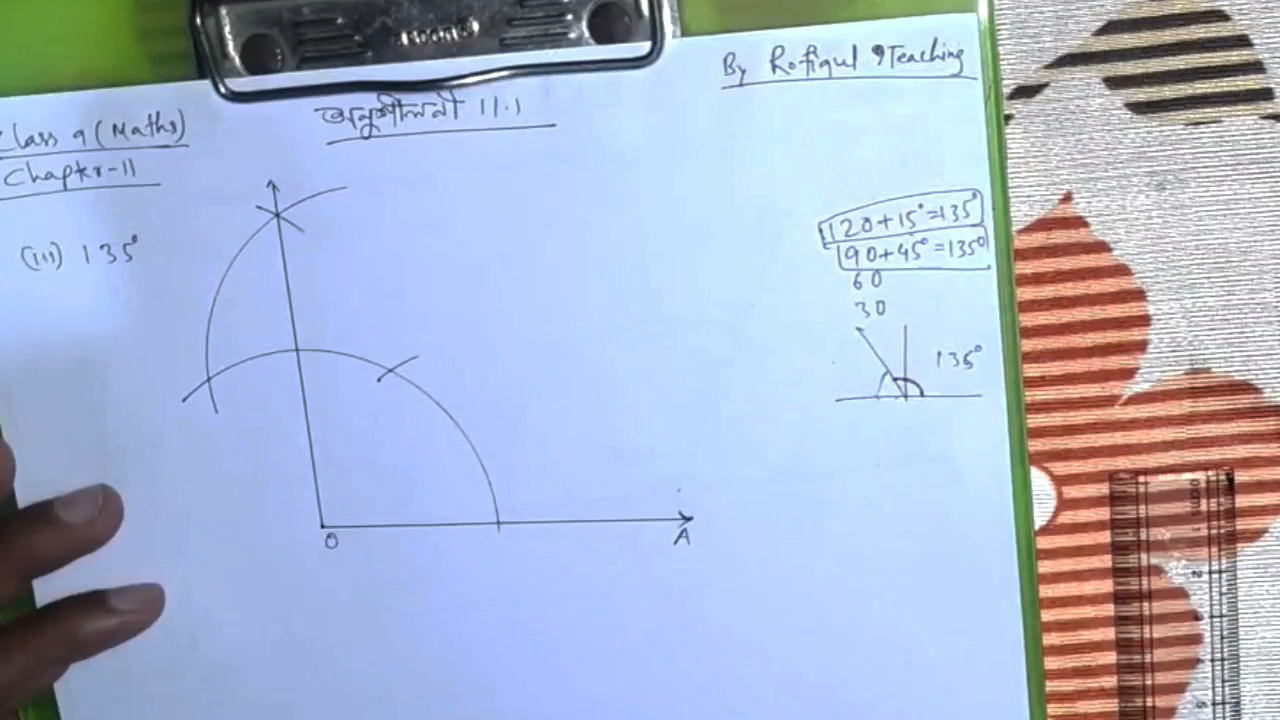 By Rofiqul 9 Teaching
অনুশীলনী 11.1
Class 9 (Maths)
Chapter-11
(iii) 135°
120+15°=135°
90+45°=135°
60
30
135°
O
A